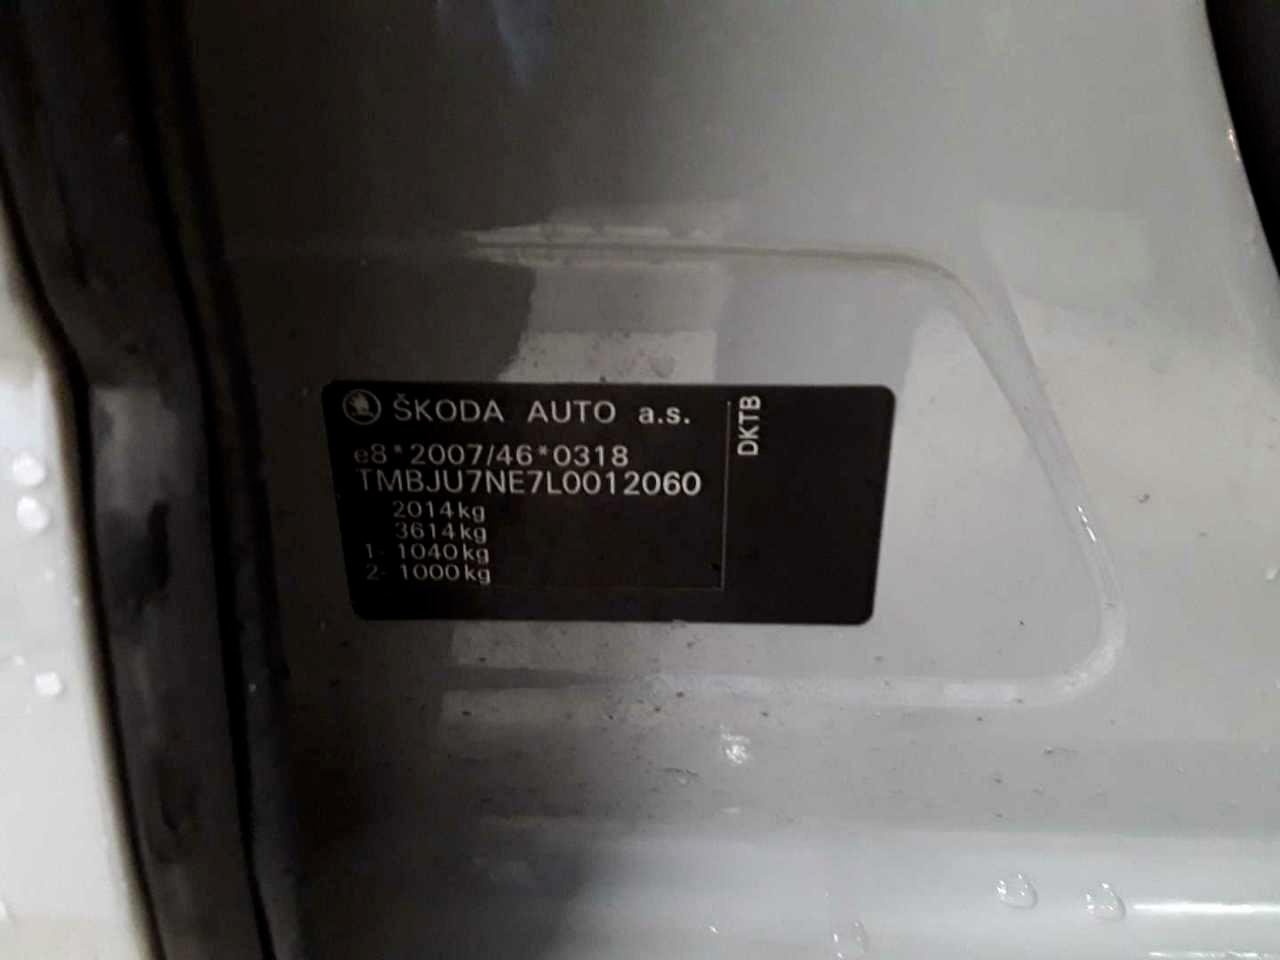 ŠKODA AUTO a.s.
e8*2007/46*0318
TMBJU7NE7L0012060
2014kg
3614kg
1- 1040kg
2- 1000kg
DKTB